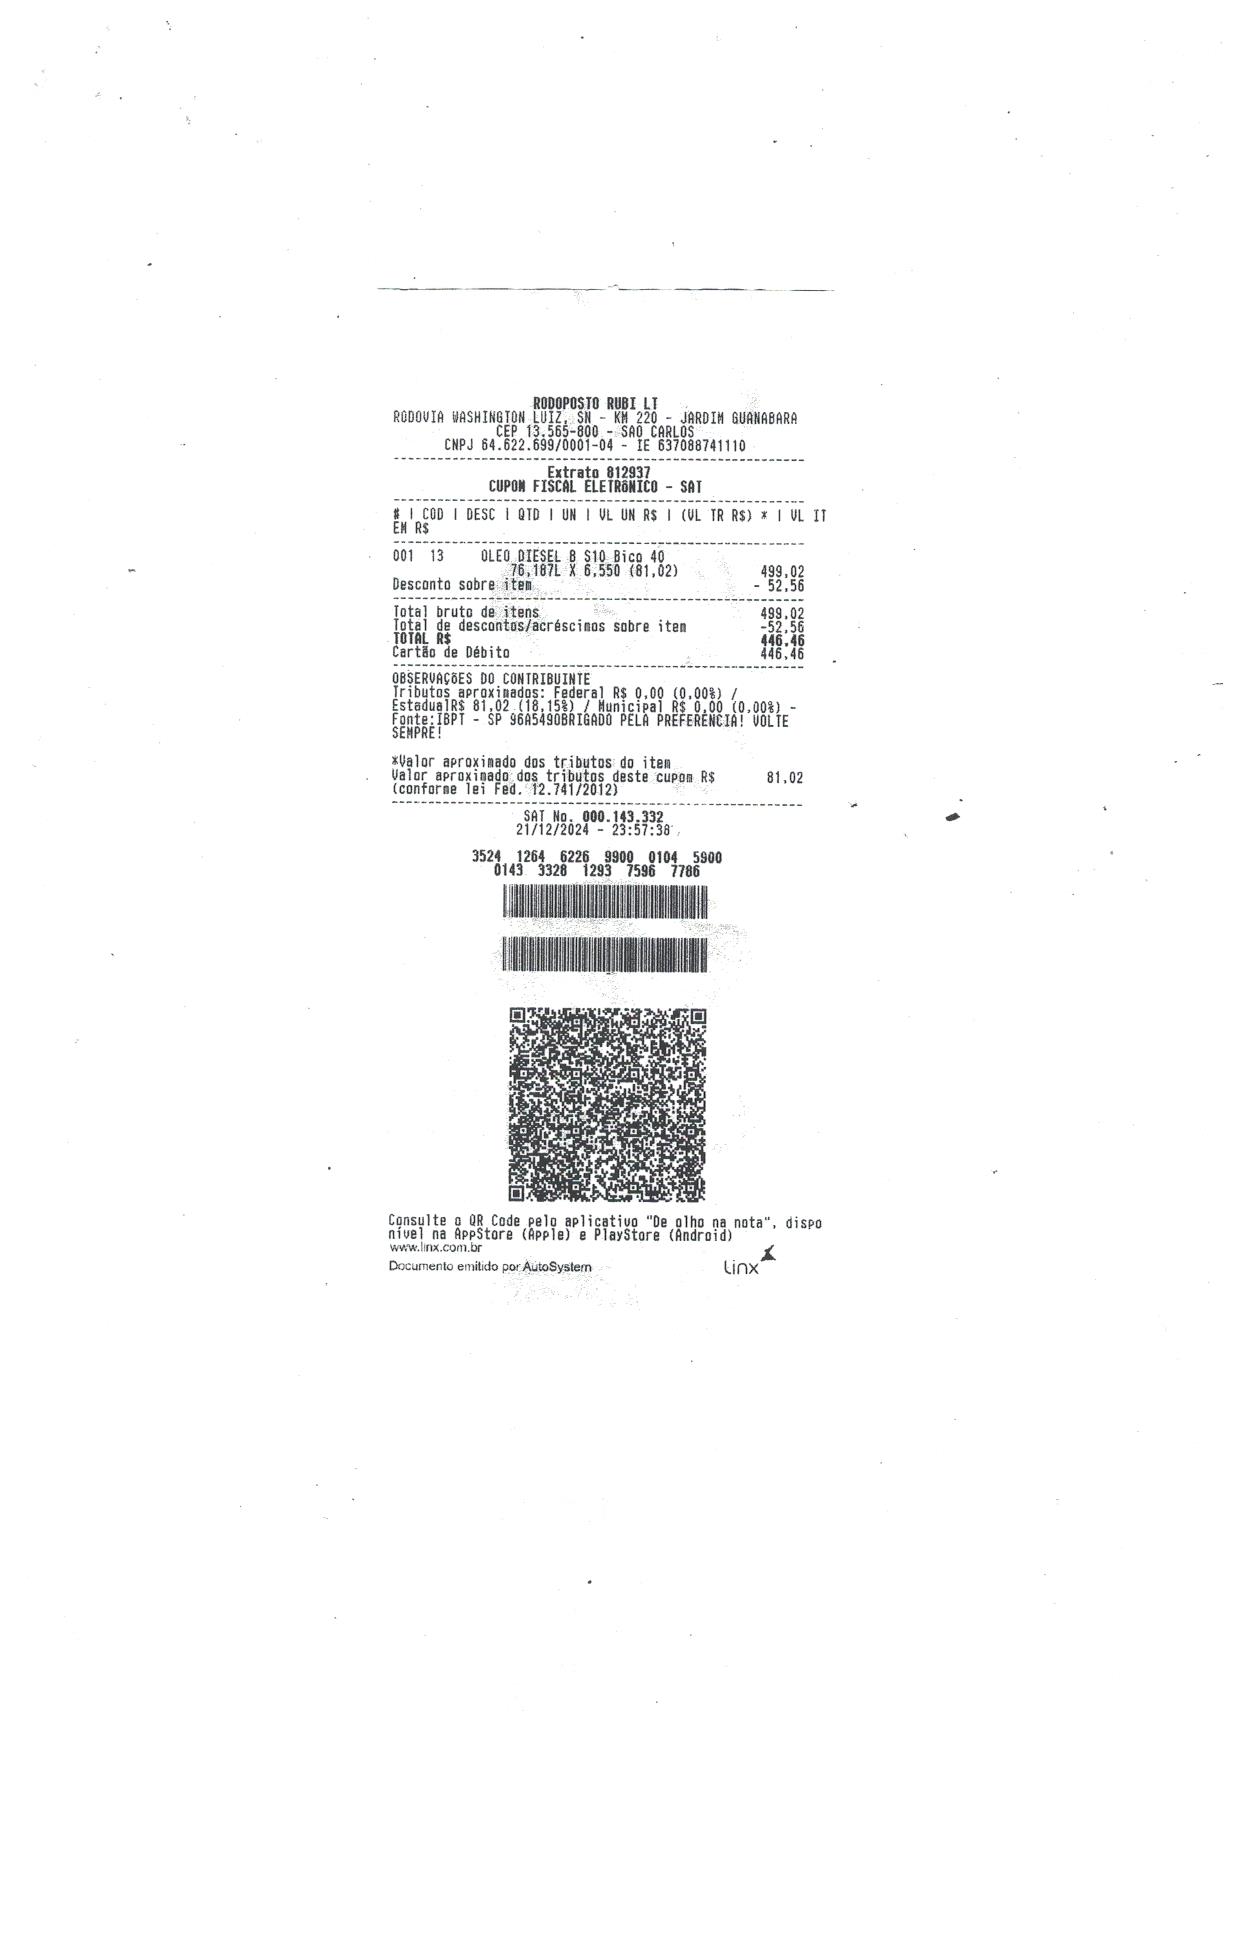 RODOPOSTO RUBI LT
RODOVIA WASHINGTON LUIZ, SN - KM 220 - JARDIM GUANABARA
CEP 13.565-800 - SAO CARLOS
CNPJ 64.622.699/0001-04 - IE 637088741110
Extrato 812937
CUPOM FISCAL ELETRôNICO - SAT
# | COD | DESC | QTD | UN | VL UN R$ | (VL TR R$) * | VL IT
EM R$
001 13 OLEO DIESEL B S10 Bico 40
76,187L X 6,550 (81,02) 499,02
Desconto sobre item - 52,56
Total bruto de itens 499,02
Total de descontos/acréscimos sobre item -52,56
TOTAL R$ 446,46
Cartão de Débito 446,46
OBSERVAÇõES DO CONTRIBUINTE
Tributos aproximados: Federal R$ 0,00 (0,00%) /
EstadualR$ 81,02 (18,15%) / Municipal R$ 0,00 (0,00%) -
Fonte:IBPT - SP 96A549OBRIGADO PELA PREFERENCIA! VOLTE
SEMPRE!
*Valor aproximado dos tributos do item
Valor aproximado dos tributos deste cupom R$ 81,02
(conforme lei Fed. 12.741/2012)
SAT No. 000.143.332
21/12/2024 - 23:57:38
3524 1264 6226 9900 0104 5900
0143 3328 1293 7596 7786
Consulte o QR Code pelo aplicativo "De olho na nota", dispo
nível na AppStore (Apple) e PlayStore (Android)
www.linx.com.br
Documento emitido por AutoSystem
Linx